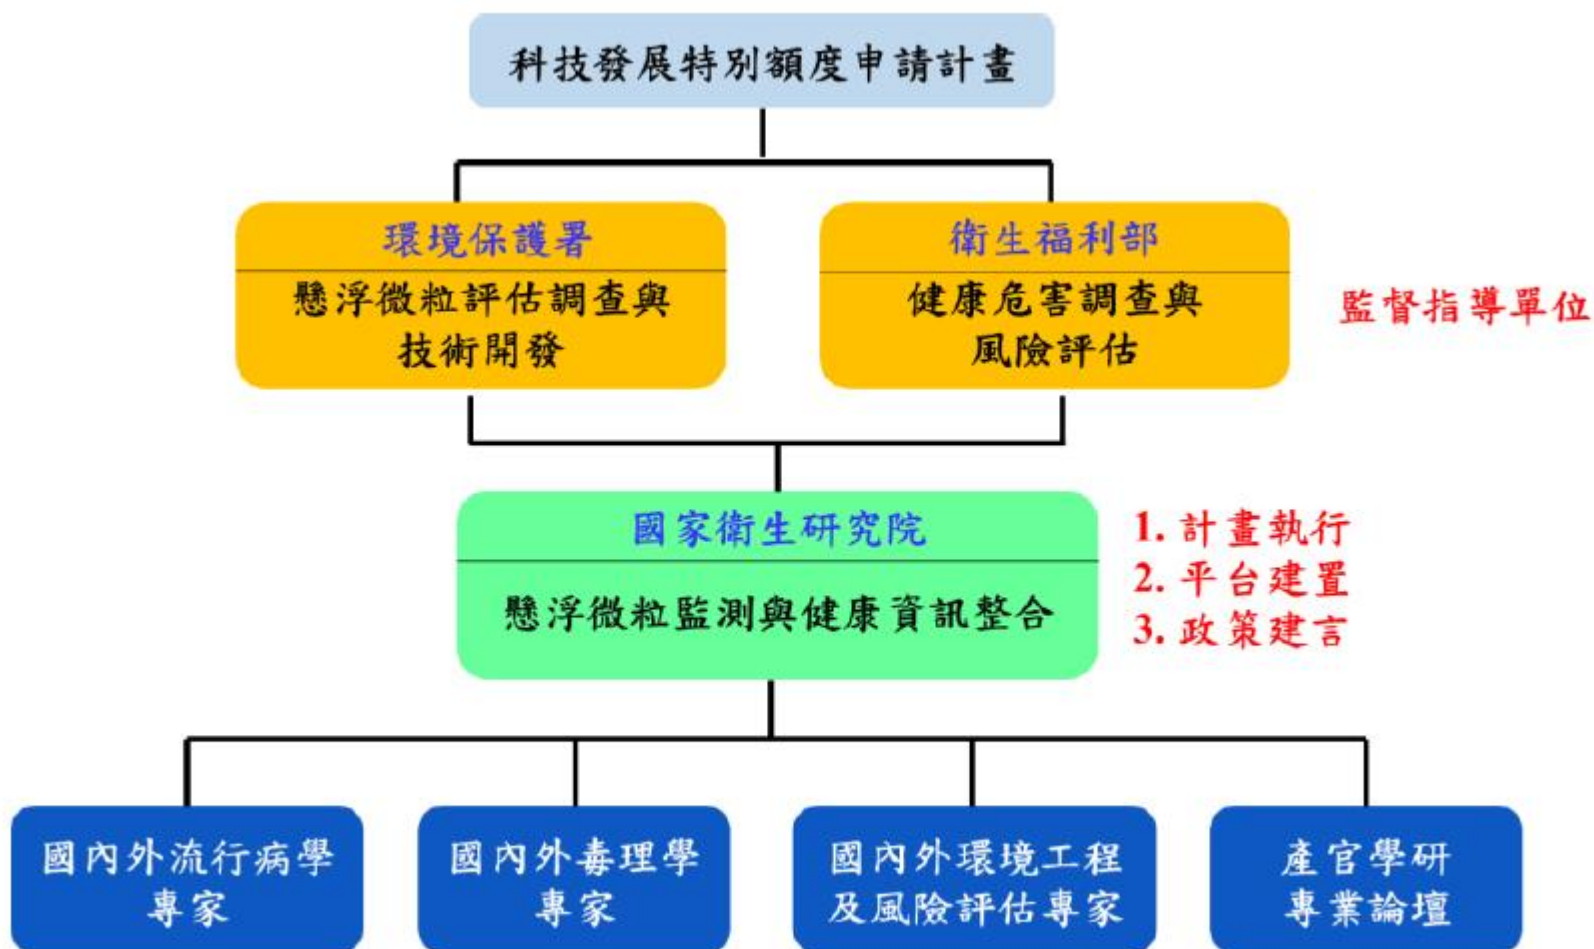 科技發展特別額度申請計畫
環境保護署
懸浮微粒評估調查與
技術開發
衛生福利部
健康危害調查與
風險評估
監督指導單位
國家衛生研究院
懸浮微粒監測與健康資訊整合
1. 計畫執行
2. 平台建置
3. 政策建言
國內外流行病學
專家
國內外毒理學
專家
國內外環境工程
及風險評估專家
產官學研
專業論壇